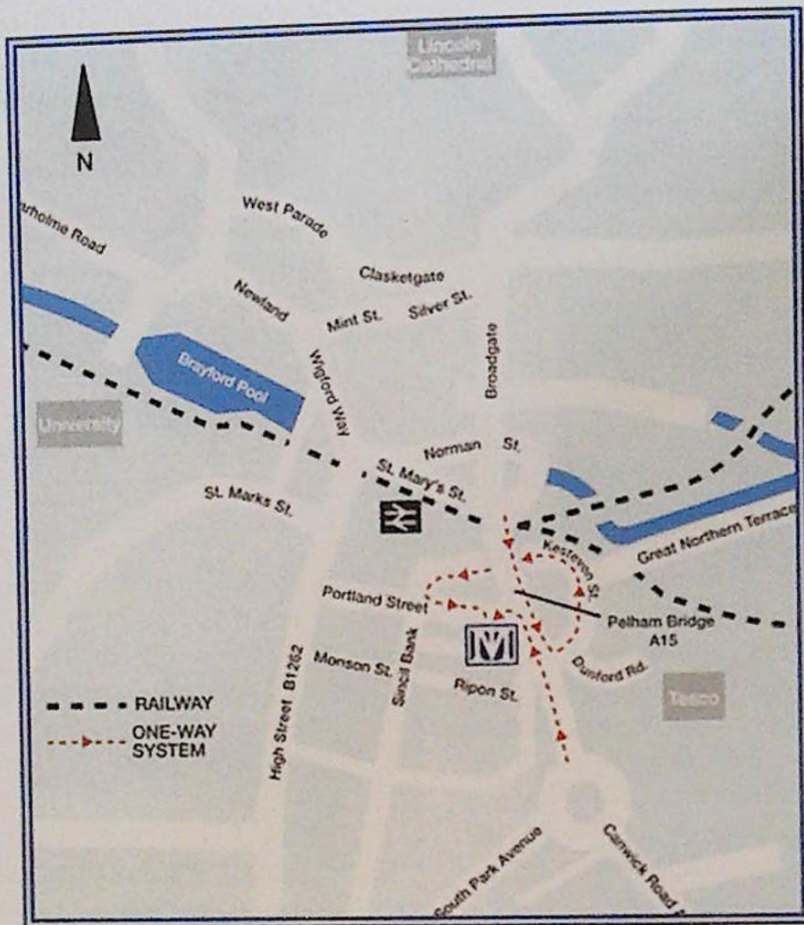 Lincoln
Cathedral
N
West Parade
Road
Clasketgate
Newland
Mint St.
Silver St.
Broadgate
Wigford Way
Brayford Pool
University
Norman St.
St. Mary's St.
St. Marks St.
Great Northern Terrace
Kesteven St.
Portland Street
Pelham Bridge
A15
Sincil Bank
Monson St.
Dunford Rd.
Ripon St.
Tesco
High Street B1262
RAILWAY
ONE-WAY
SYSTEM
South Park Avenue
Canwick Road